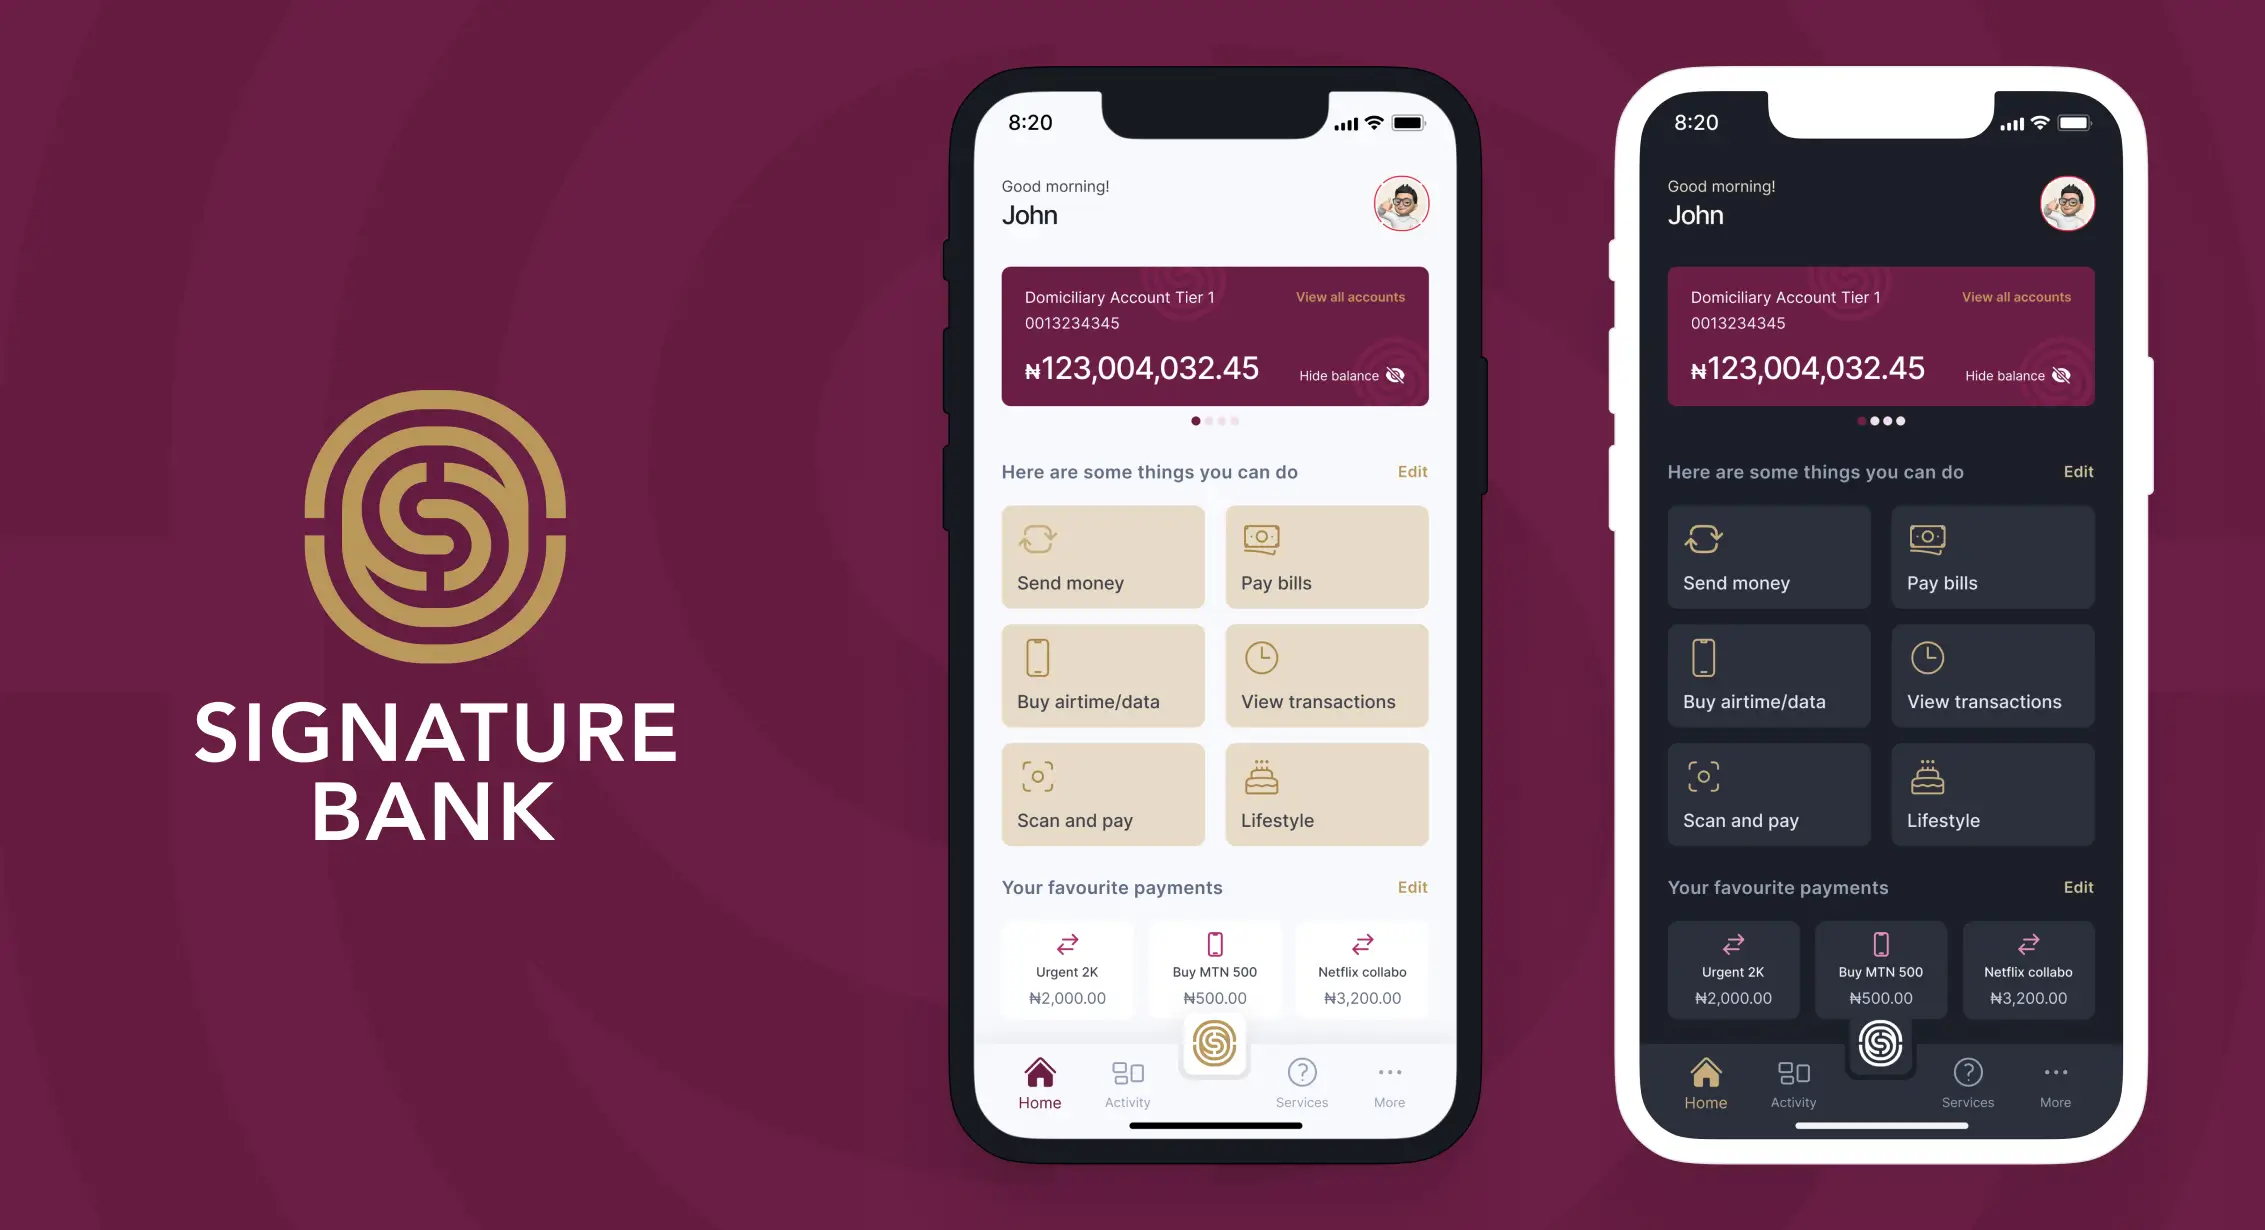 SIGNATURE
BANK
8:20
Good morning!
John
Domiciliary Account Tier 1
View all accounts
0013234345
₦123,004,032.45
Hide balance
Here are some things you can do
Edit
Send money
Pay bills
Buy airtime/data
View transactions
Scan and pay
Lifestyle
Your favourite payments
Edit
Urgent 2K
Buy MTN 500
Netflix collabo
₦2,000.00
₦500.00
₦3,200.00
Home
Activity
Services
More
8:20
Good morning!
John
Domiciliary Account Tier 1
View all accounts
0013234345
₦123,004,032.45
Hide balance
Here are some things you can do
Edit
Send money
Pay bills
Buy airtime/data
View transactions
Scan and pay
Lifestyle
Your favourite payments
Edit
Urgent 2K
Buy MTN 500
Netflix collabo
₦2,000.00
₦500.00
₦3,200.00
Home
Activity
Services
More